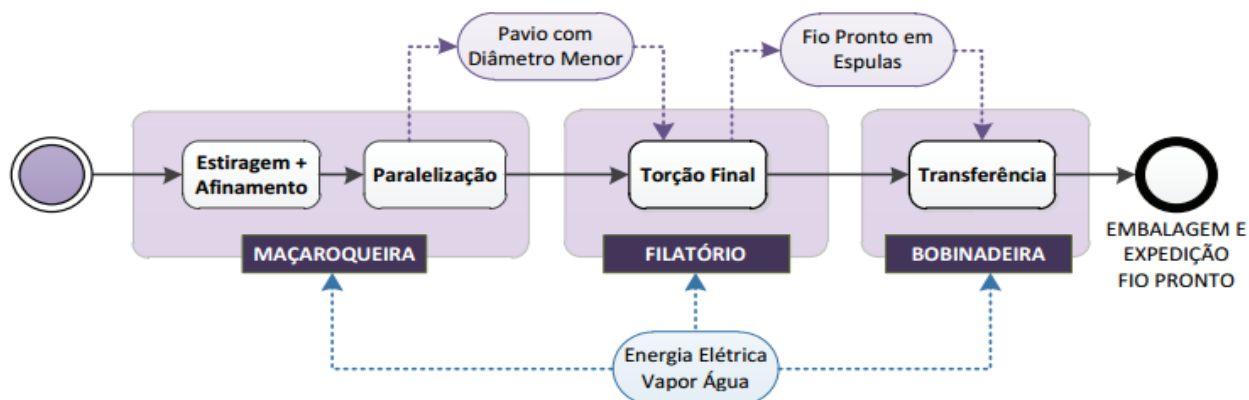 Pavio com
Diâmetro Menor
Fio Pronto em
Espulas
Estiragem +
Afinamento
Paralelização
Torção Final
Transferência
MAÇAROQUEIRA
FILATÓRIO
BOBINADEIRA
EMBALAGEM E
EXPEDIÇÃO
FIO PRONTO
Energia Elétrica
Vapor Água